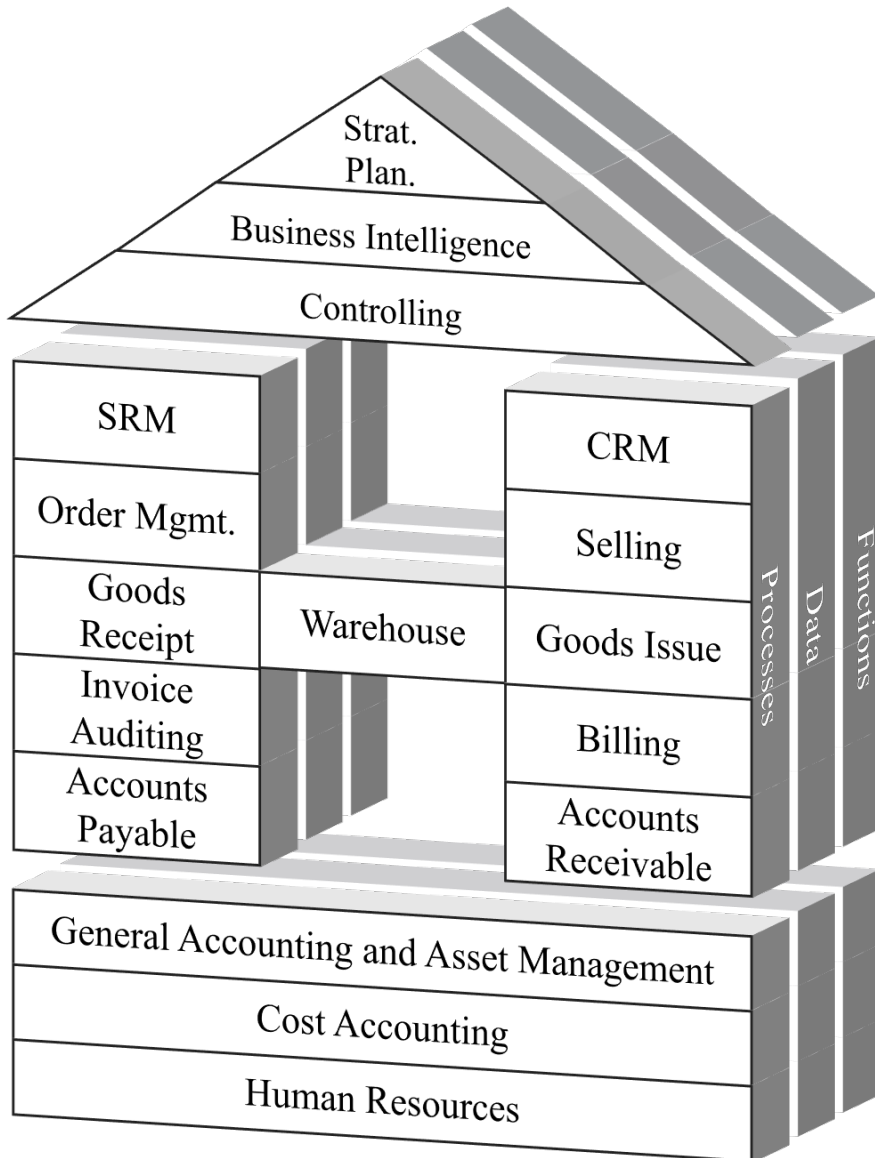 Strat.
Plan.
Business Intelligence
Controlling
SRM
Order Mgmt.
Goods
Receipt
Invoice
Auditing
Accounts
Payable
Warehouse
CRM
Selling
Goods Issue
Billing
Accounts
Receivable
Processes
Data
Functions
General Accounting and Asset Management
Cost Accounting
Human Resources